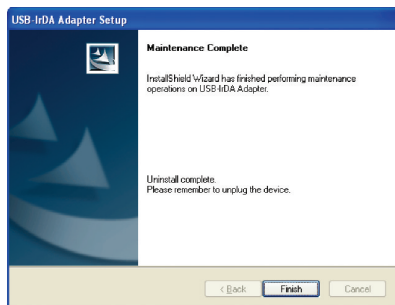 USB-IrDA Adapter Setup
Maintenance Complete
InstallShield Wizard has finished performing maintenance
operations on USB-IrDA Adapter.
Uninstall complete.
Please remember to unplug the device.
< Back Finish Cancel